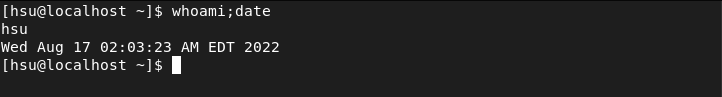 [hsu@localhost ~]$ whoami;date
hsu
Wed Aug 17 02:03:23 AM EDT 2022
[hsu@localhost ~]$